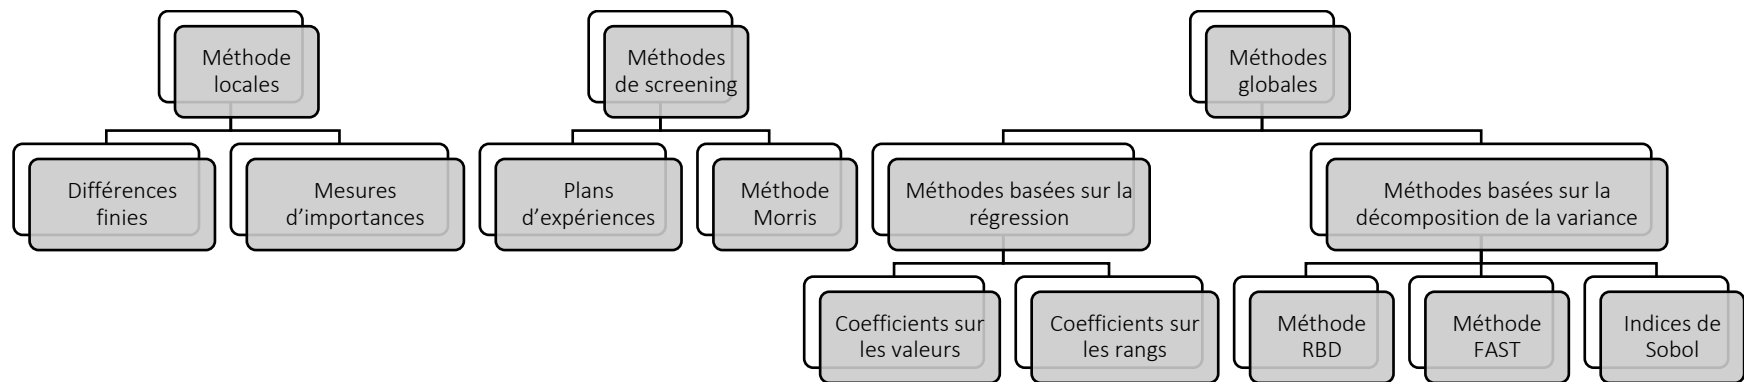 Méthode
locales
Méthodes
de screening
Méthodes
globales
Différences
finies
Mesures
d’importances
Plans
d’expériences
Méthode
Morris
Méthodes basées sur la
régression
Méthodes basées sur la
décomposition de la variance
Coefficients sur
les valeurs
Coefficients sur
les rangs
Méthode
RBD
Méthode
FAST
Indices de
Sobol